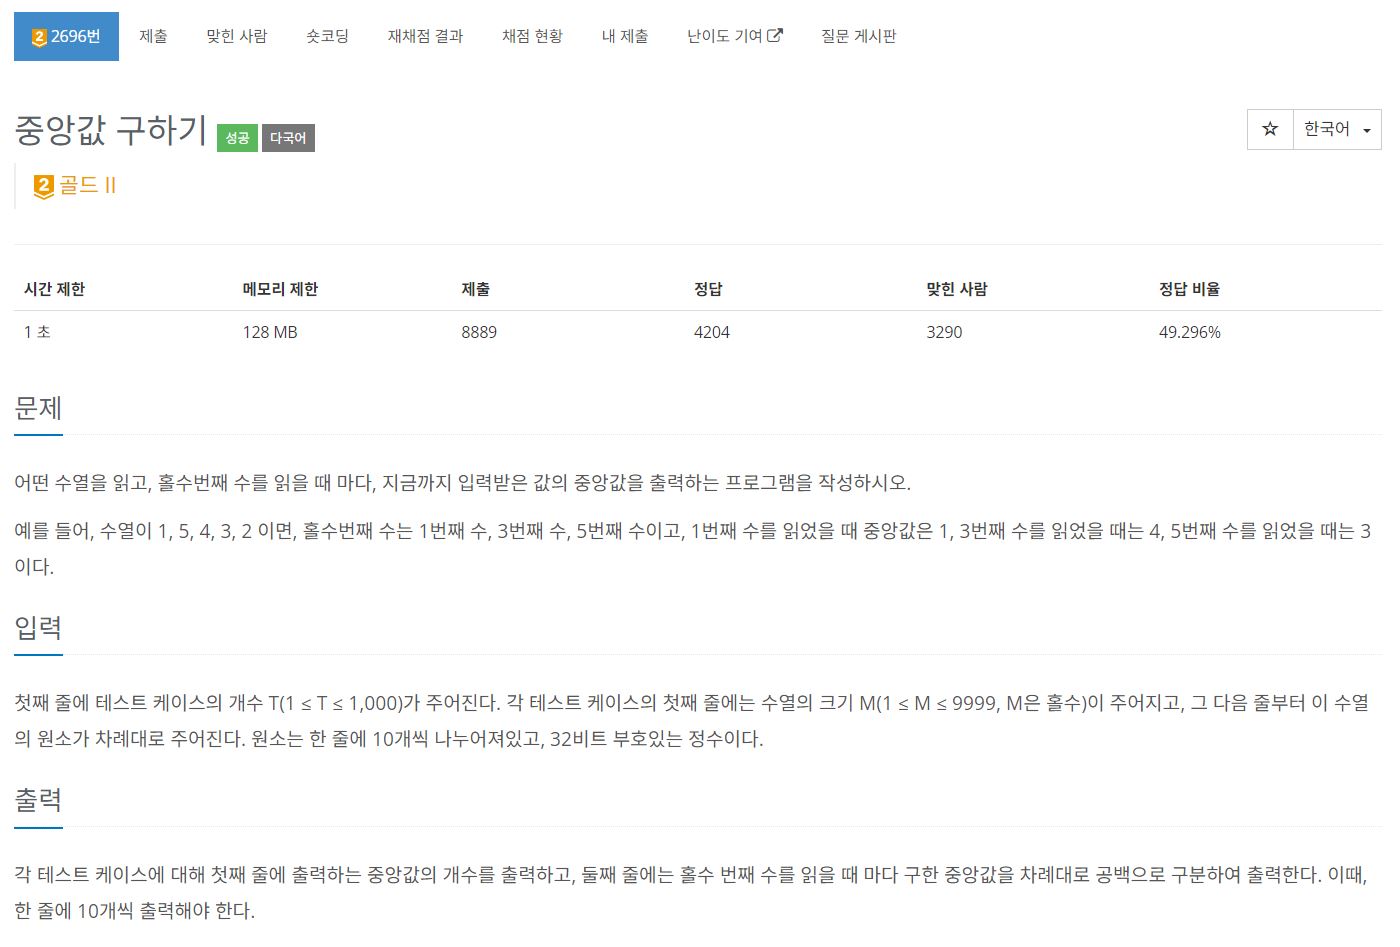 2 2696번 제출 맞힌 사람 숏코딩 재채점 결과 채점 현황 내 제출 난이도 기여 질문 게시판
중앙값 구하기 성공 다국어 ☆ 한국어
2 골드 II
시간 제한 메모리 제한 제출 정답 맞힌 사람 정답 비율
1 초 128 MB 8889 4204 3290 49.296%
문제
어떤 수열을 읽고, 홀수번째 수를 읽을 때 마다, 지금까지 입력받은 값의 중앙값을 출력하는 프로그램을 작성하시오.
예를 들어, 수열이 1, 5, 4, 3, 2 이면, 홀수번째 수는 1번째 수, 3번째 수, 5번째 수이고, 1번째 수를 읽었을 때 중앙값은 1, 3번째 수를 읽었을 때는 4, 5번째 수를 읽었을 때는 3
이다.
입력
첫째 줄에 테스트 케이스의 개수 T(1 ≤ T ≤ 1,000)가 주어진다. 각 테스트 케이스의 첫째 줄에는 수열의 크기 M(1 ≤ M ≤ 9999, M은 홀수)이 주어지고, 그 다음 줄부터 이 수열
의 원소가 차례대로 주어진다. 원소는 한 줄에 10개씩 나누어져있고, 32비트 부호있는 정수이다.
출력
각 테스트 케이스에 대해 첫째 줄에 출력하는 중앙값의 개수를 출력하고, 둘째 줄에는 홀수 번째 수를 읽을 때 마다 구한 중앙값을 차례대로 공백으로 구분하여 출력한다. 이때,
한 줄에 10개씩 출력해야 한다.